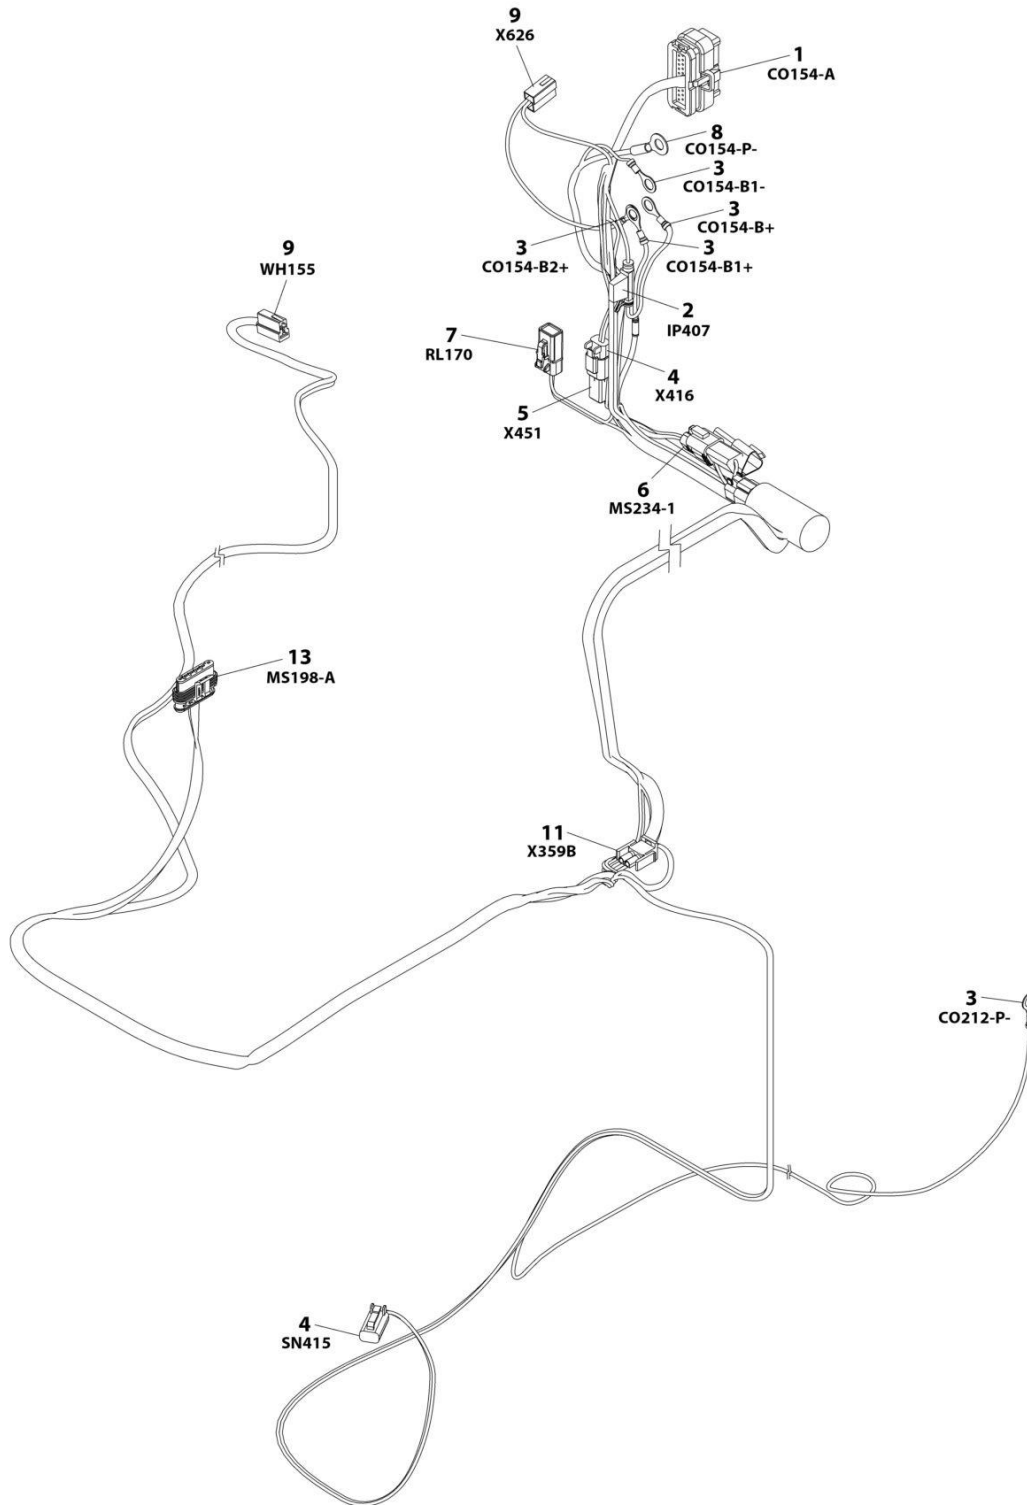 9
X626
1
CO154-A
8
CO154-P-
3
CO154-B1-
3
CO154-B+
3
CO154-B2+
3
CO154-B1+
9
WH155
2
IP407
7
RL170
4
X416
5
X451
6
MS234-1
13
MS198-A
11
X359B
3
CO212-P-
4
SN415